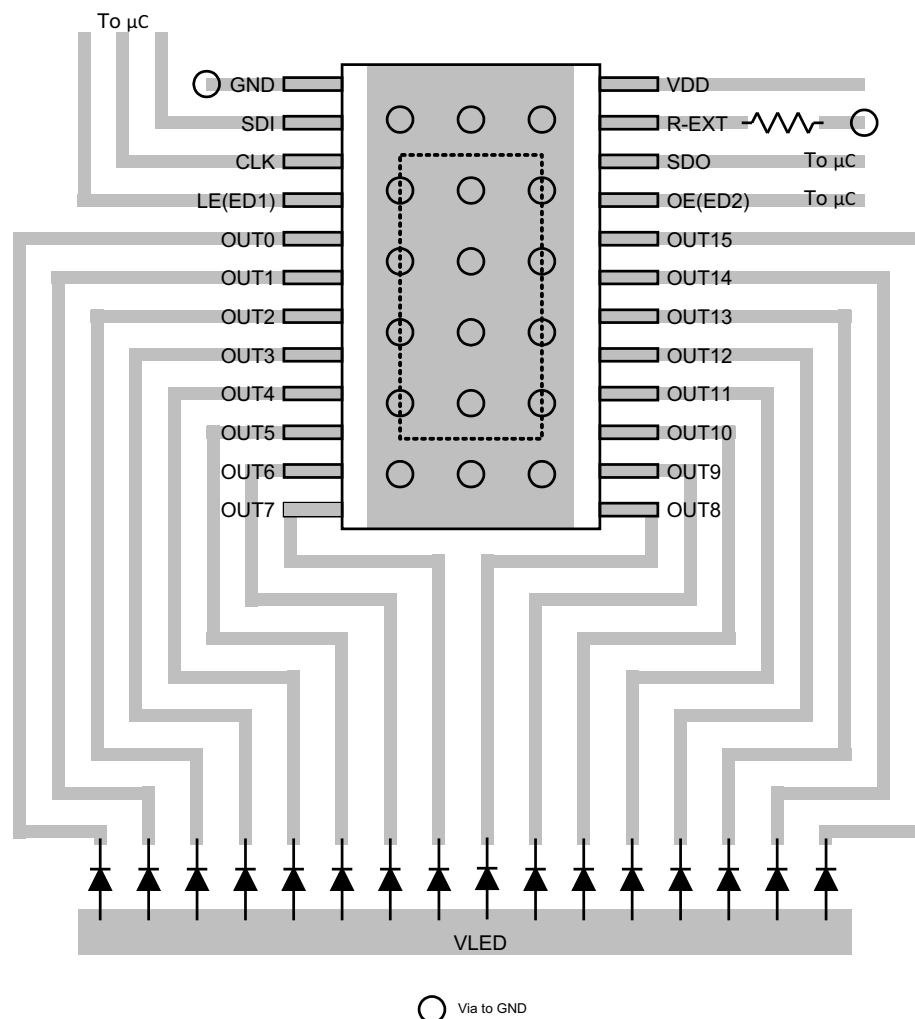 To µC
GND
SDI
CLK
LE(ED1)
OUT0
OUT1
OUT2
OUT3
OUT4
OUT5
OUT6
OUT7
VDD
R-EXT
SDO
To µC
OE(ED2)
To µC
OUT15
OUT14
OUT13
OUT12
OUT11
OUT10
OUT9
OUT8
VLED
Via to GND